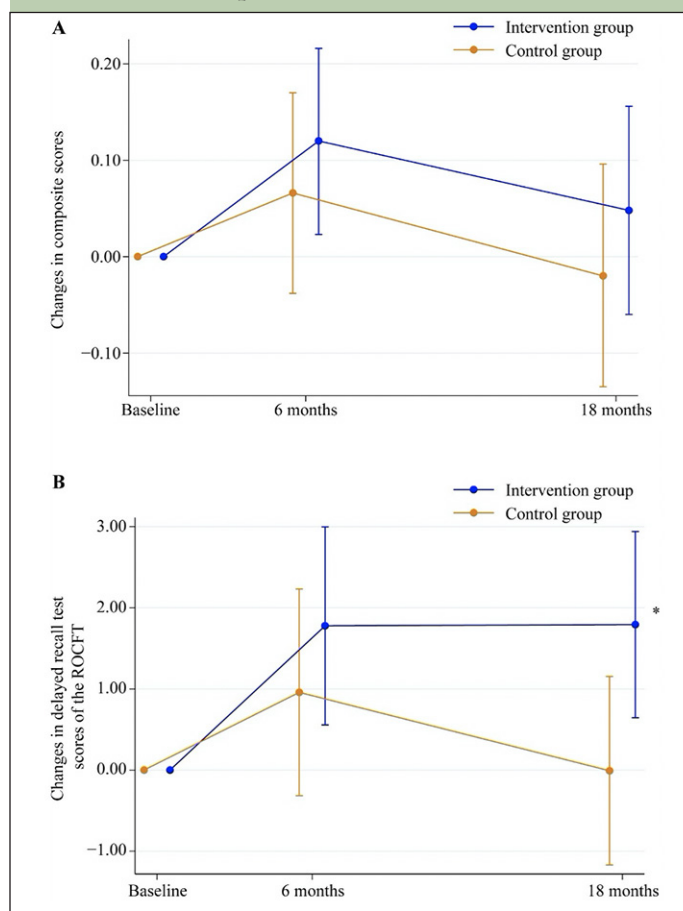 A
Intervention group
Control group
Changes in composite scores
0.20
0.10
0.00
−0.10
Baseline 6 months 18 months
B
Intervention group
Control group
Changes in delayed recall test
scores of the ROCFT
3.00
2.00
*
1.00
0.00
−1.00
Baseline 6 months 18 months